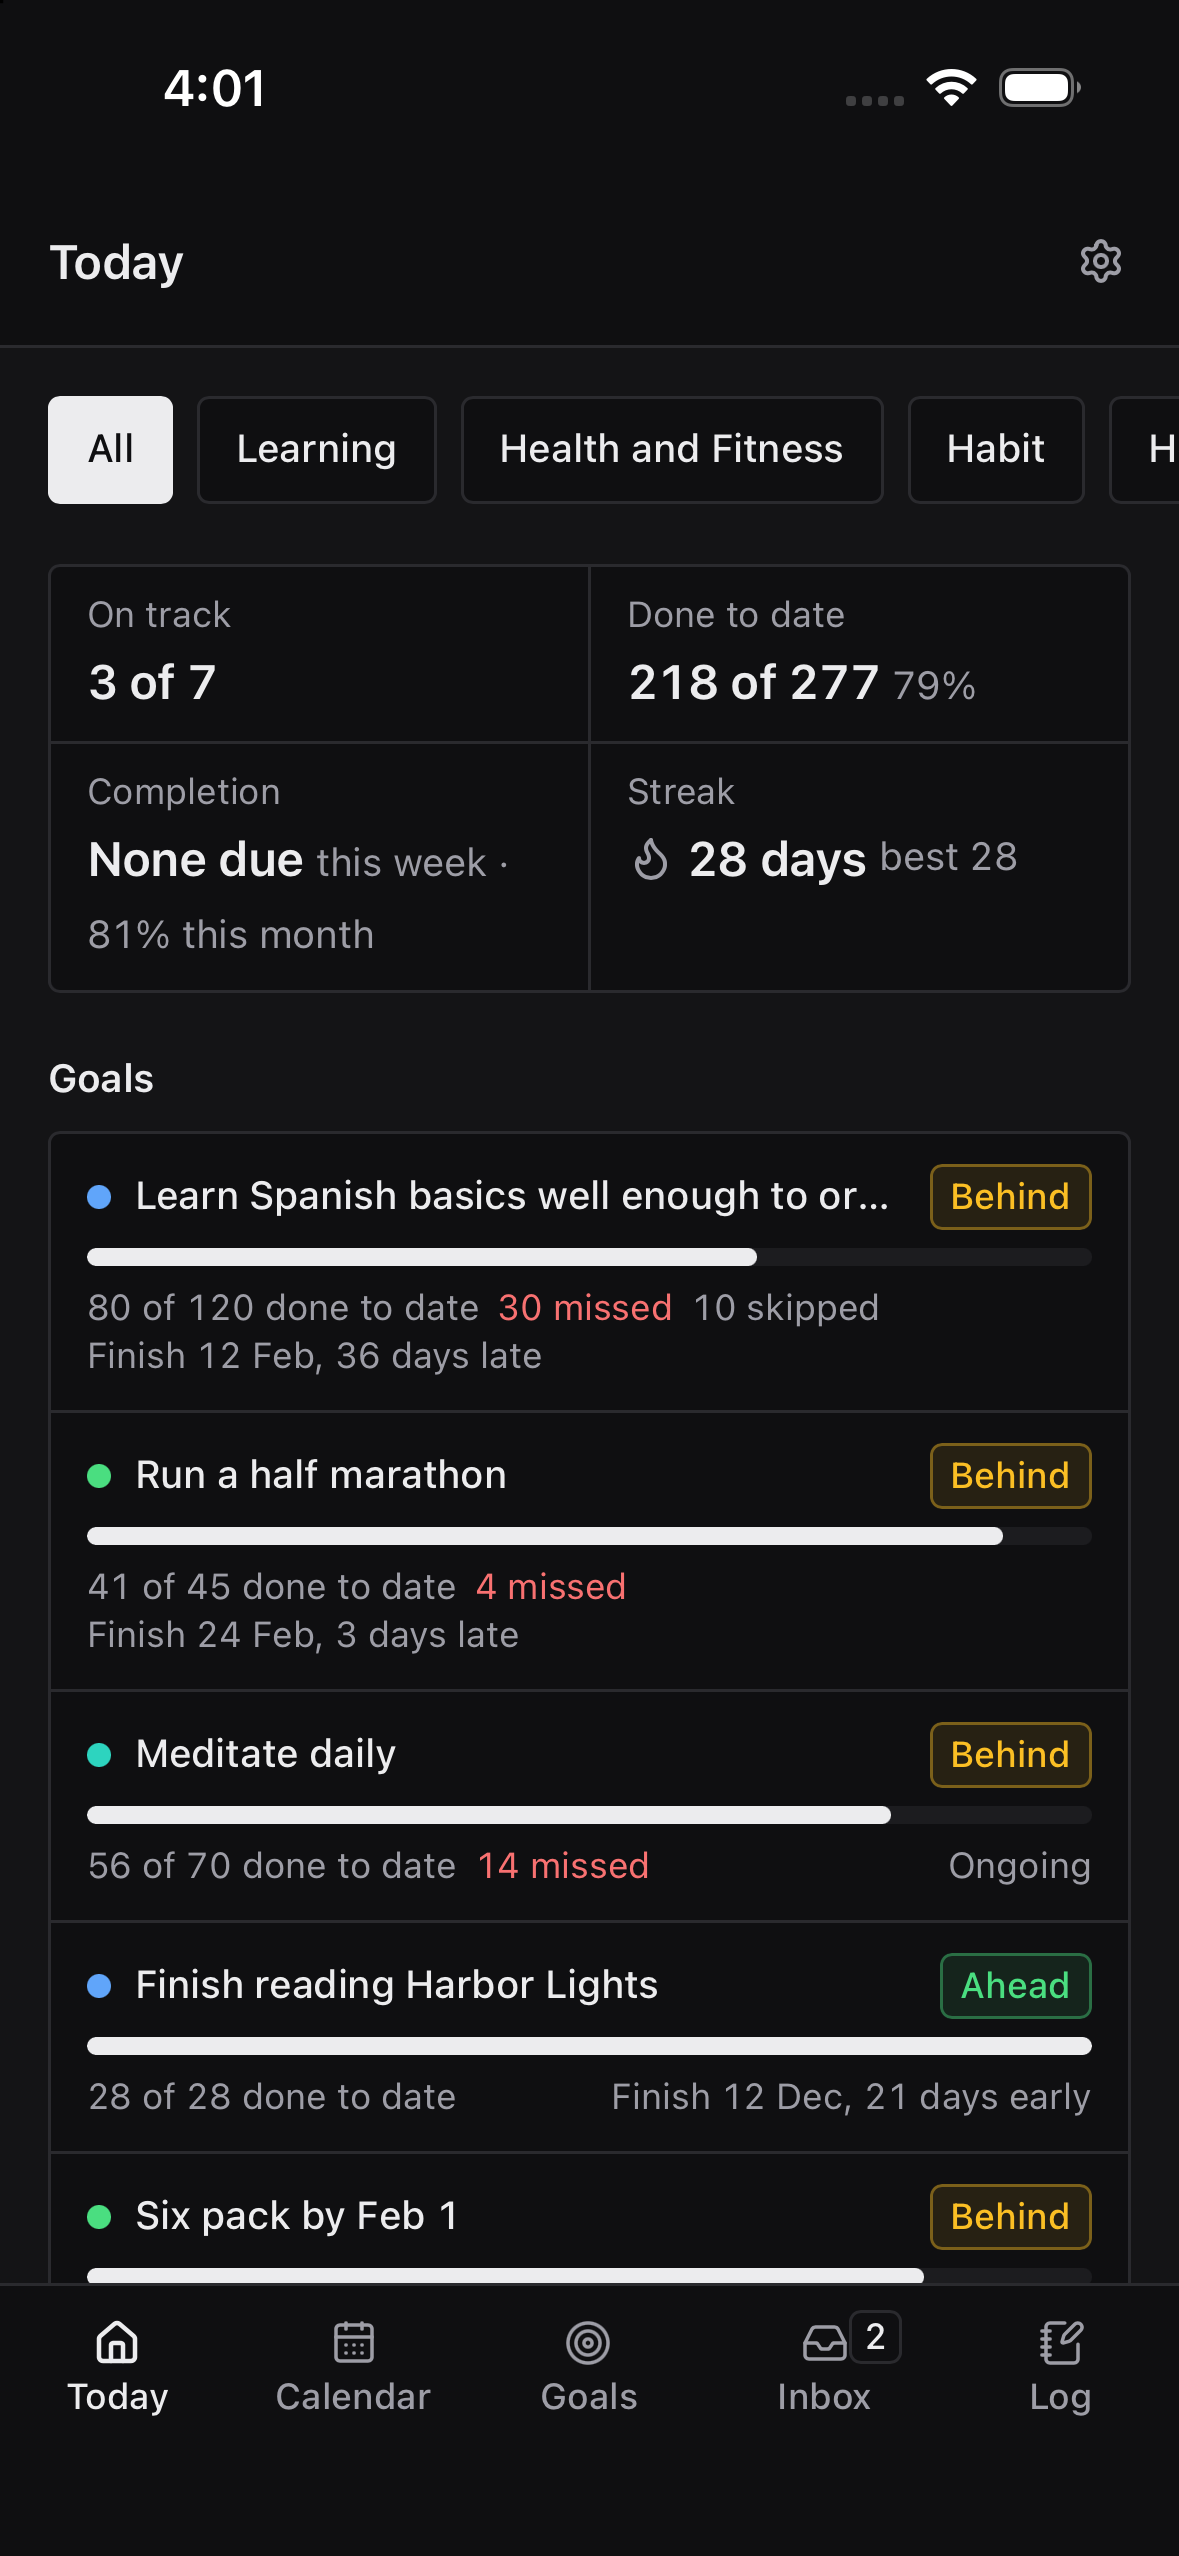 4:01
Today
All
Learning
Health and Fitness
Habit
H
On track
3 of 7
Done to date
218 of 277 79%
Completion
None due this week ·
81% this month
Streak
28 days best 28
Goals
Learn Spanish basics well enough to or...
Behind
80 of 120 done to date 30 missed 10 skipped
Finish 12 Feb, 36 days late
Run a half marathon
Behind
41 of 45 done to date 4 missed
Finish 24 Feb, 3 days late
Meditate daily
Behind
56 of 70 done to date 14 missed
Ongoing
Finish reading Harbor Lights
Ahead
28 of 28 done to date
Finish 12 Dec, 21 days early
Six pack by Feb 1
Behind
Today
Calendar
Goals
2
Inbox
Log